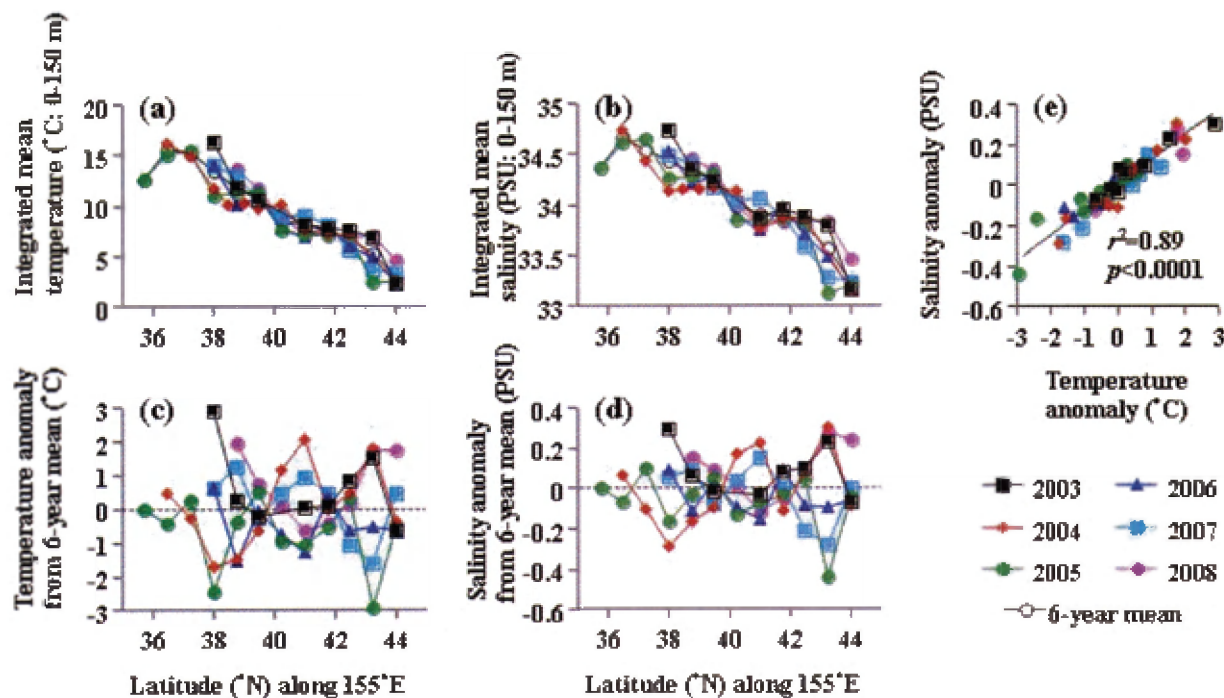 Integrated mean
temperature (°C: 0-150 m)
(a)
20
15
10
5
0
36 38 40 42 44
Integrated mean
salinity (PSU: 0-150 m)
(b)
35
34.5
34
33.5
33
36 38 40 42 44
Salinity anomaly (PSU)
(e)
0.4
0.2
0
-0.2
-0.4
-0.6
r²=0.89
p<0.0001
-3 -2 -1 0 1 2 3
Temperature
anomaly (°C)
Temperature anomaly
from 6-year mean (°C)
(c)
3
2
1
0
-1
-2
-3
36 38 40 42 44
Latitude (°N) along 155°E
Salinity anomaly
from 6-year mean (PSU)
(d)
0.4
0.2
0
-0.2
-0.4
-0.6
36 38 40 42 44
Latitude (°N) along 155°E
2003 2006
2004 2007
2005 2008
6-year mean